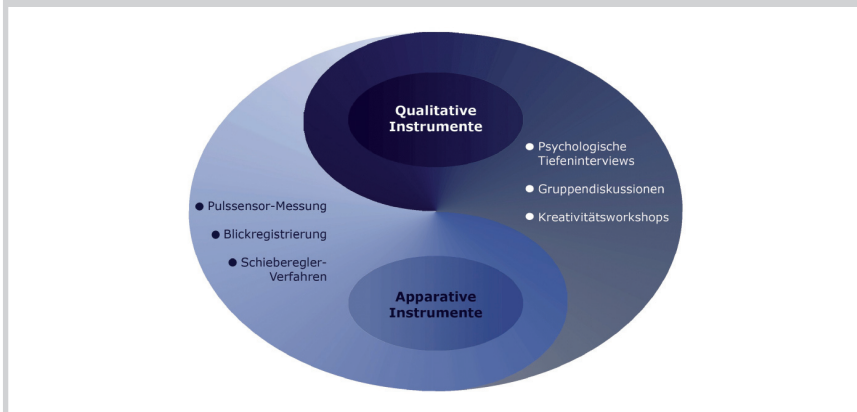 Qualitative
Instrumente
● Psychologische
Tiefeninterviews
● Gruppendiskussionen
● Kreativitätsworkshops
● Pulssensor-Messung
● Blickregistrierung
● Schieberegler-
Verfahren
Apparative
Instrumente